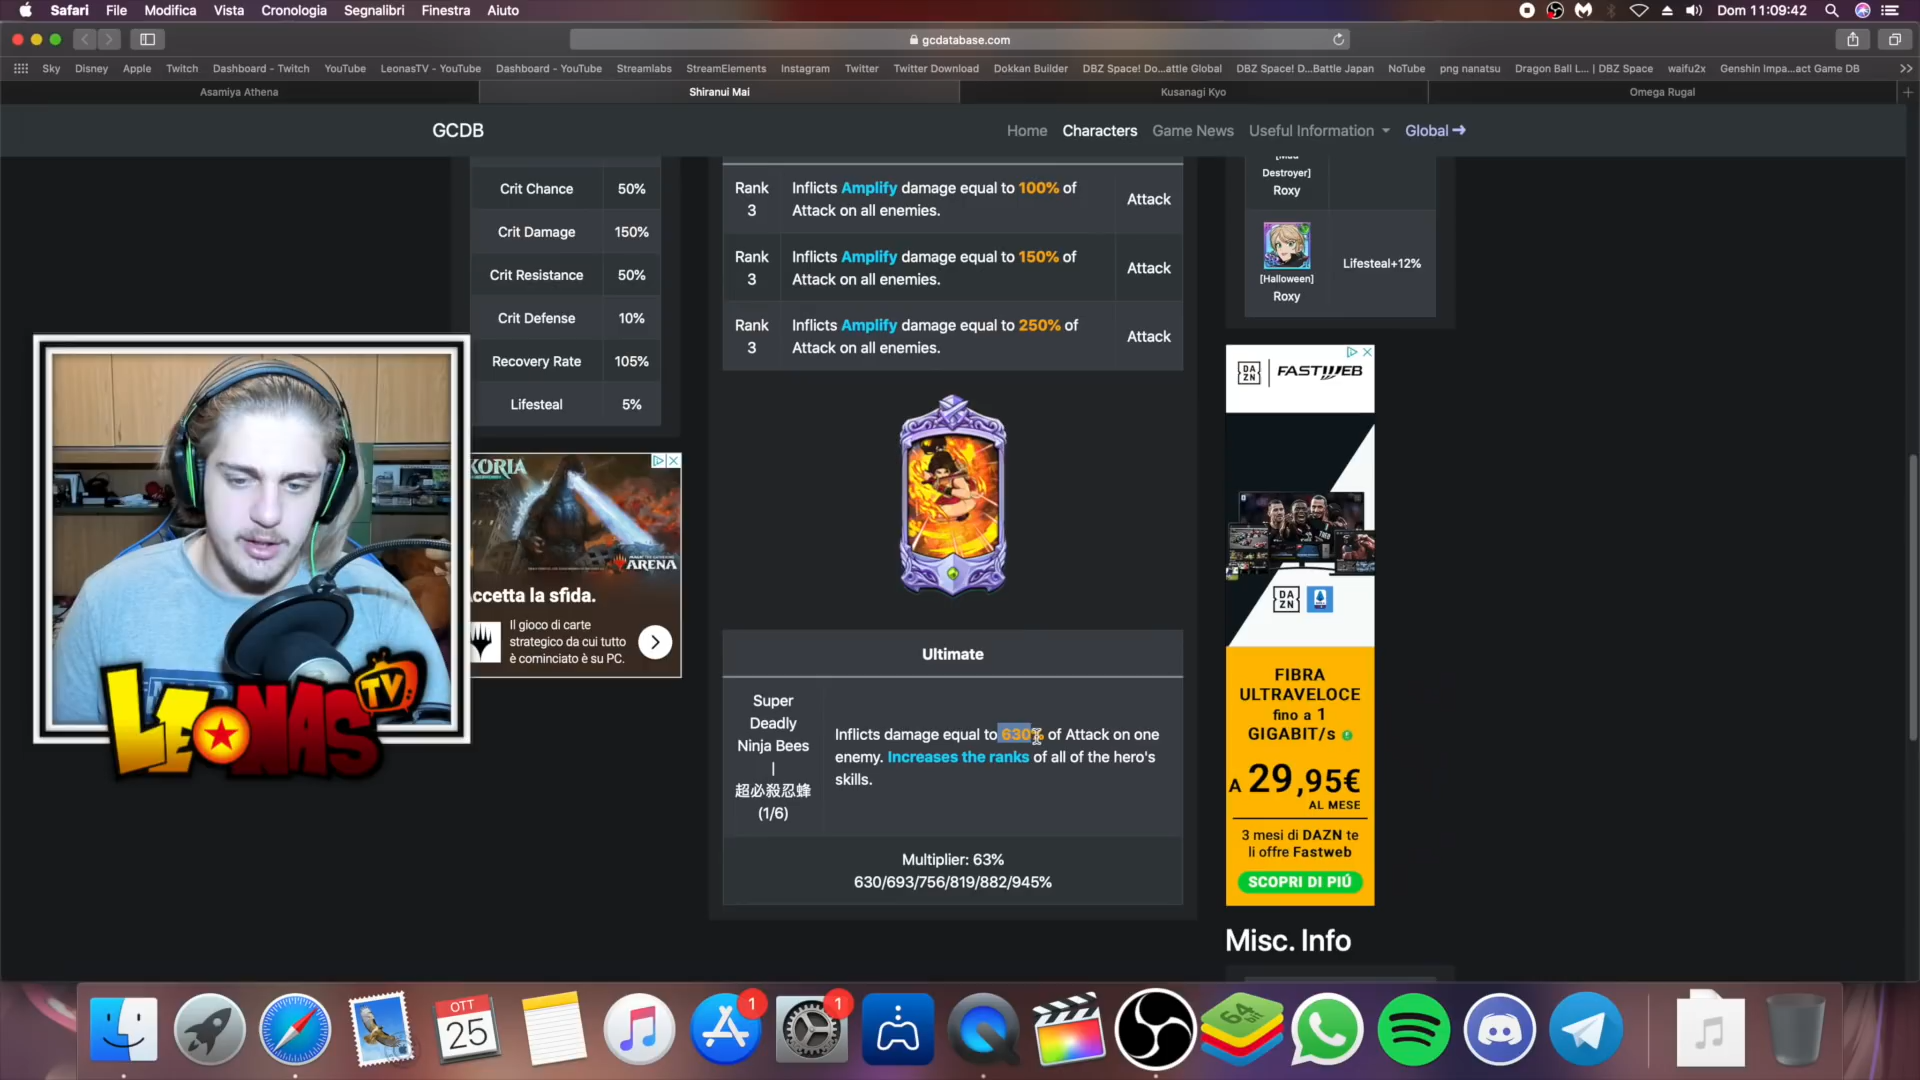 Safari File Modifica Vista Cronologia Segnalibri Finestra Aiuto Dom 11:09:42
gcdatabase.com
Sky Disney Apple Twitch Dashboard - Twitch YouTube LeonasTV - YouTube Dashboard - YouTube Streamlabs StreamElements Instagram Twitter Twitter Download Dokkan Builder DBZ Space! Do...attle Global DBZ Space! D...Battle Japan NoTube png nanatsu Dragon Ball L... | DBZ Space waifu2x Genshin Impa...act Game DB >>
Asamiya Athena Shiranui Mai Kusanagi Kyo Omega Rugal
GCDB Home Characters Game News Useful Information Global
Crit Chance 50%
Crit Damage 150%
Crit Resistance 50%
Crit Defense 10%
Recovery Rate 105%
Lifesteal 5%
Rank 3
Inflicts Amplify damage equal to 100% of
Attack on all enemies.
Attack
Rank 3
Inflicts Amplify damage equal to 150% of
Attack on all enemies.
Attack
Rank 3
Inflicts Amplify damage equal to 250% of
Attack on all enemies.
Attack
Destroyer]
Roxy
[Halloween]
Roxy
Lifesteal+12%
ARENA
Accetta la sfida.
Il gioco di carte
strategico da cui tutto
è cominciato è su PC.
LEONAS TV
Ultimate
Super
Deadly
Ninja Bees
|
超必殺忍蜂
(1/6)
Inflicts damage equal to 630% of Attack on one
enemy. Increases the ranks of all of the hero's
skills.
Multiplier: 63%
630/693/756/819/882/945%
DAZN FASTWEB
DAZN
FIBRA
ULTRAVELOCE
fino a 1
GIGABIT/s
A 29,95€
AL MESE
3 mesi di DAZN te
li offre Fastweb
SCOPRI DI PIÚ
Misc. Info
OTT
25
1
1
64
bit